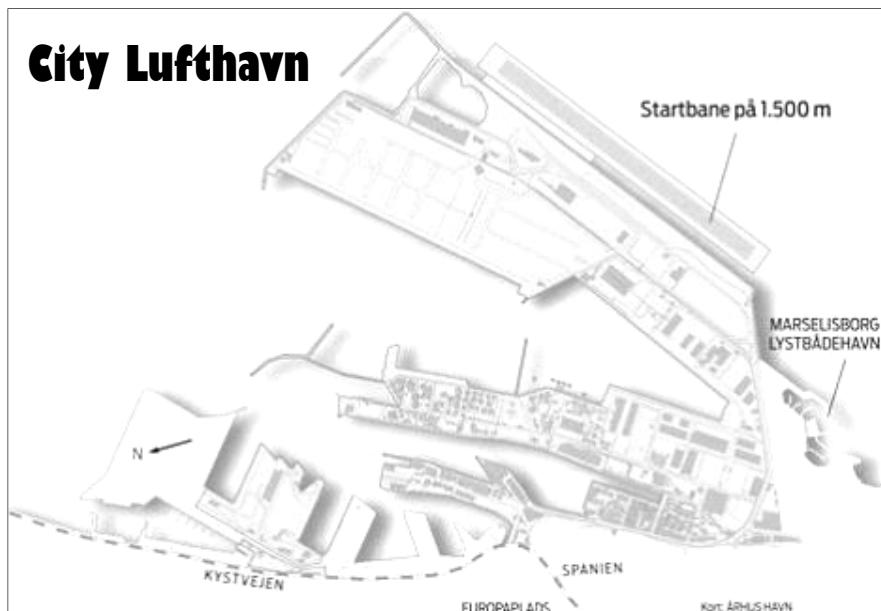 City Lufthavn
Startbane på 1.500 m
MARSELISBORG
LYSTBÅDEHAVN
N
KYSTVEJEN
SPANIEN
EUROPAPLADS
Kort: ÅRHUS HAVN